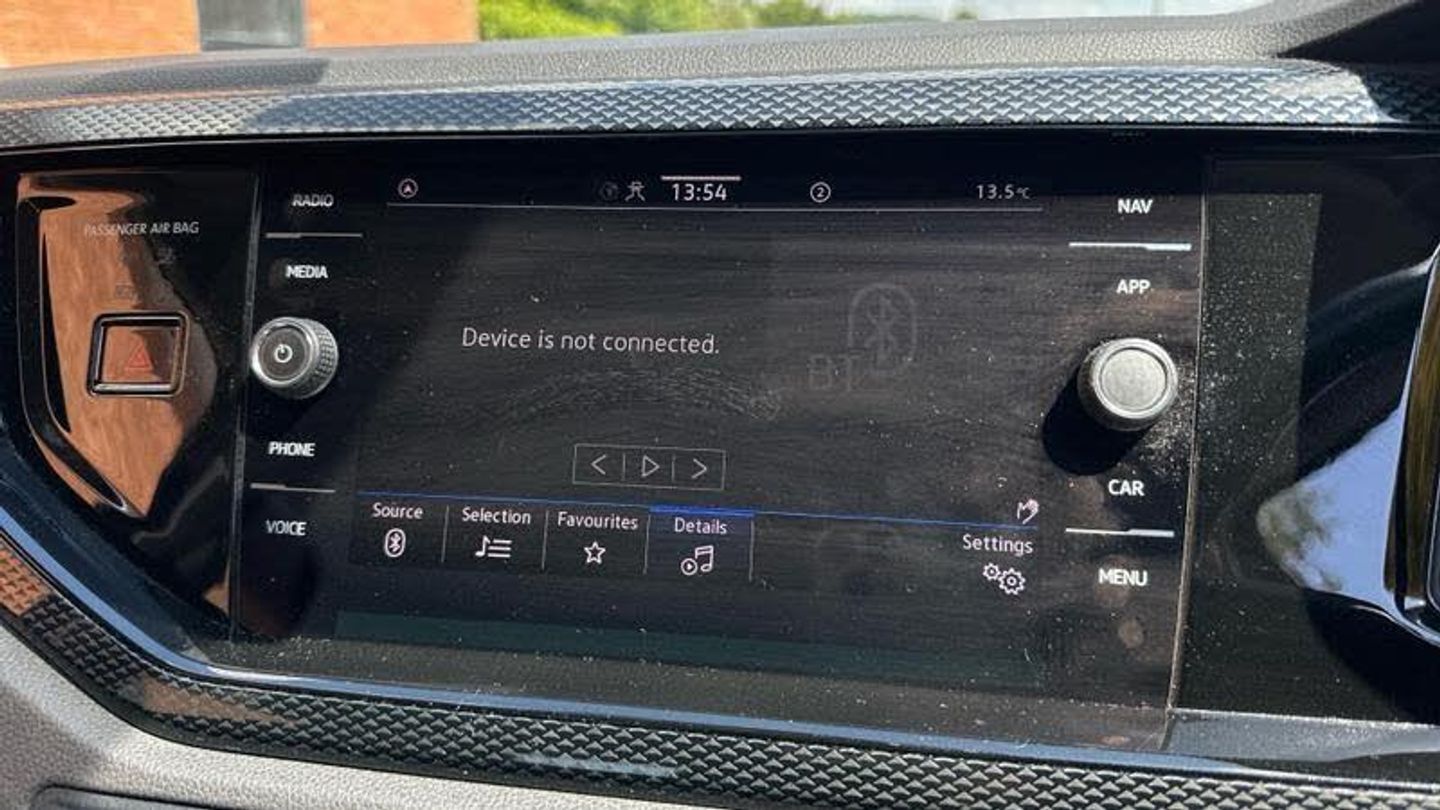 PASSENGER AIR BAG
RADIO
MEDIA
PHONE
VOICE
13:54
2
13.5°C
Device is not connected.
BT
Source
Selection
Favourites
Details
Settings
NAV
APP
CAR
MENU